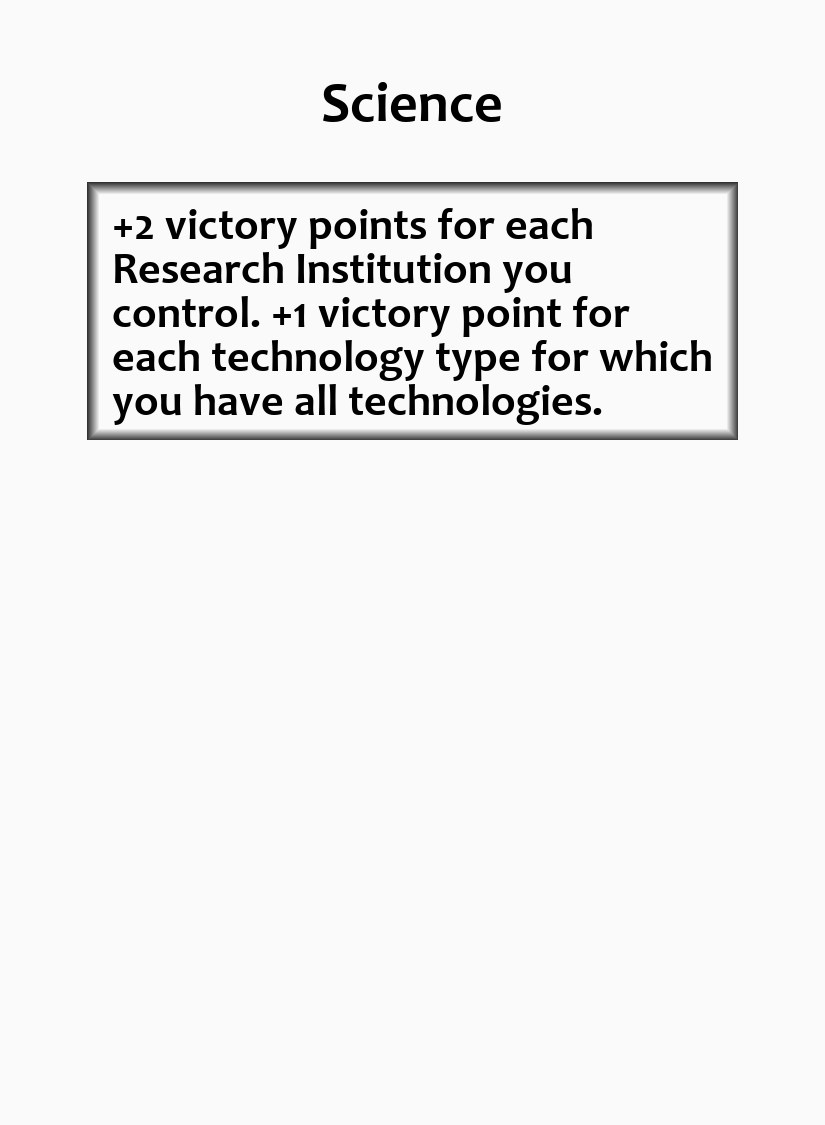 Science
+2 victory points for each
Research Institution you
control. +1 victory point for
each technology type for which
you have all technologies.